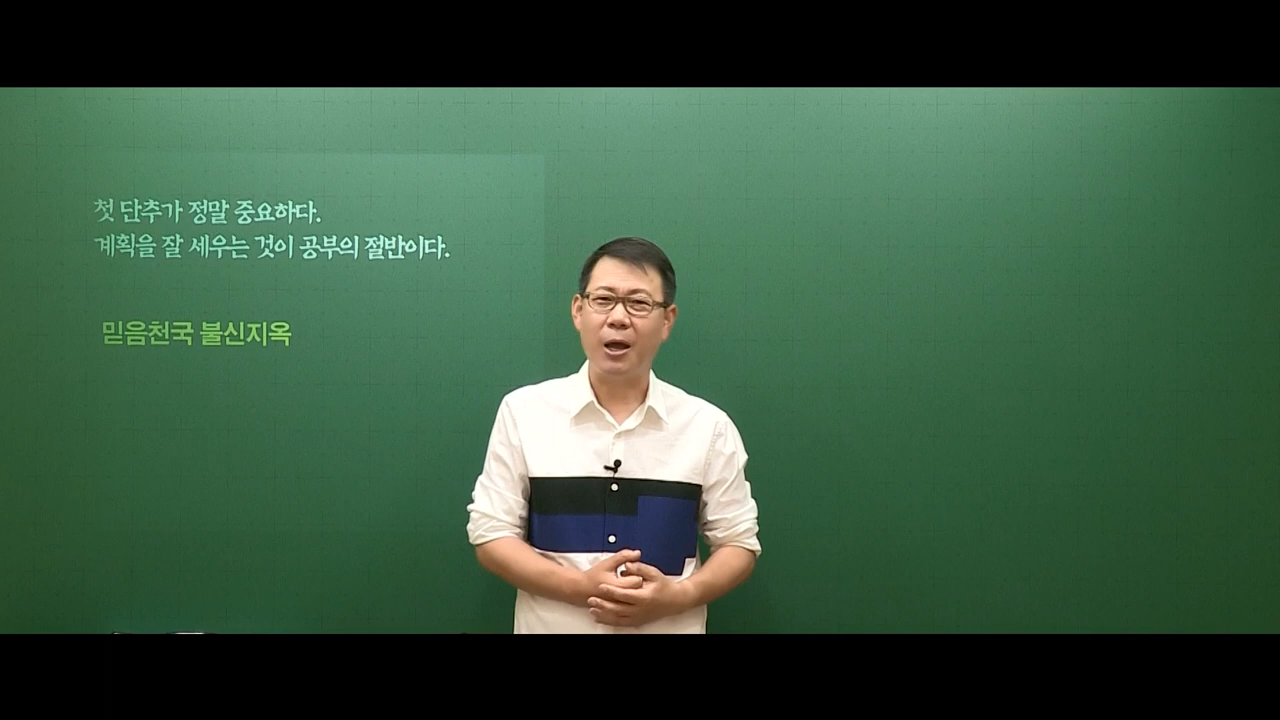 첫 단추가 정말 중요하다.
계획을 잘 세우는 것이 공부의 절반이다.
믿음천국 불신지옥